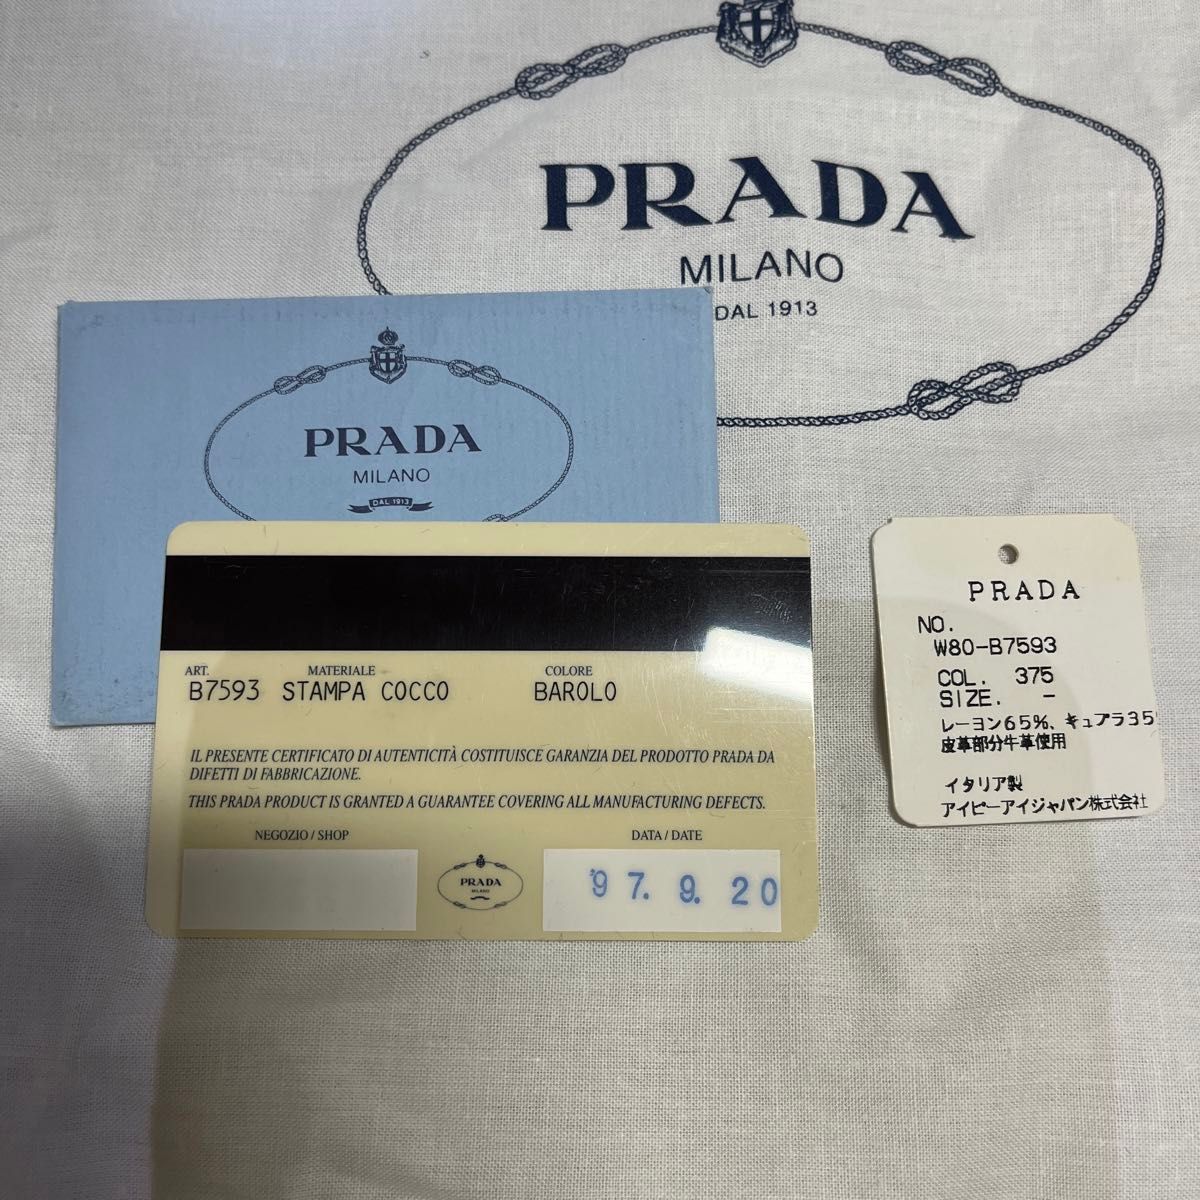 PRADA
MILANO
DAL 1913
PRADA
MILANO
DAL 1913
ART. MATERIALE COLORE
B7593 STAMPA COCCO BAROLO
IL PRESENTE CERTIFICATO DI AUTENTICITÀ COSTITUISCE GARANZIA DEL PRODOTTO PRADA DA
DIFETTI DI FABBRICAZIONE.
THIS PRADA PRODUCT IS GRANTED A GUARANTEE COVERING ALL MANUFACTURING DEFECTS.
NEGOZIO / SHOP DATA / DATE
PRADA
MILANO
'97. 9. 20
PRADA
NO.
W80-B7593
COL. 375
SIZE. -
レーヨン65%、キュプラ35
皮革部分牛革使用
イタリア製
アイピーアイジャパン株式会社